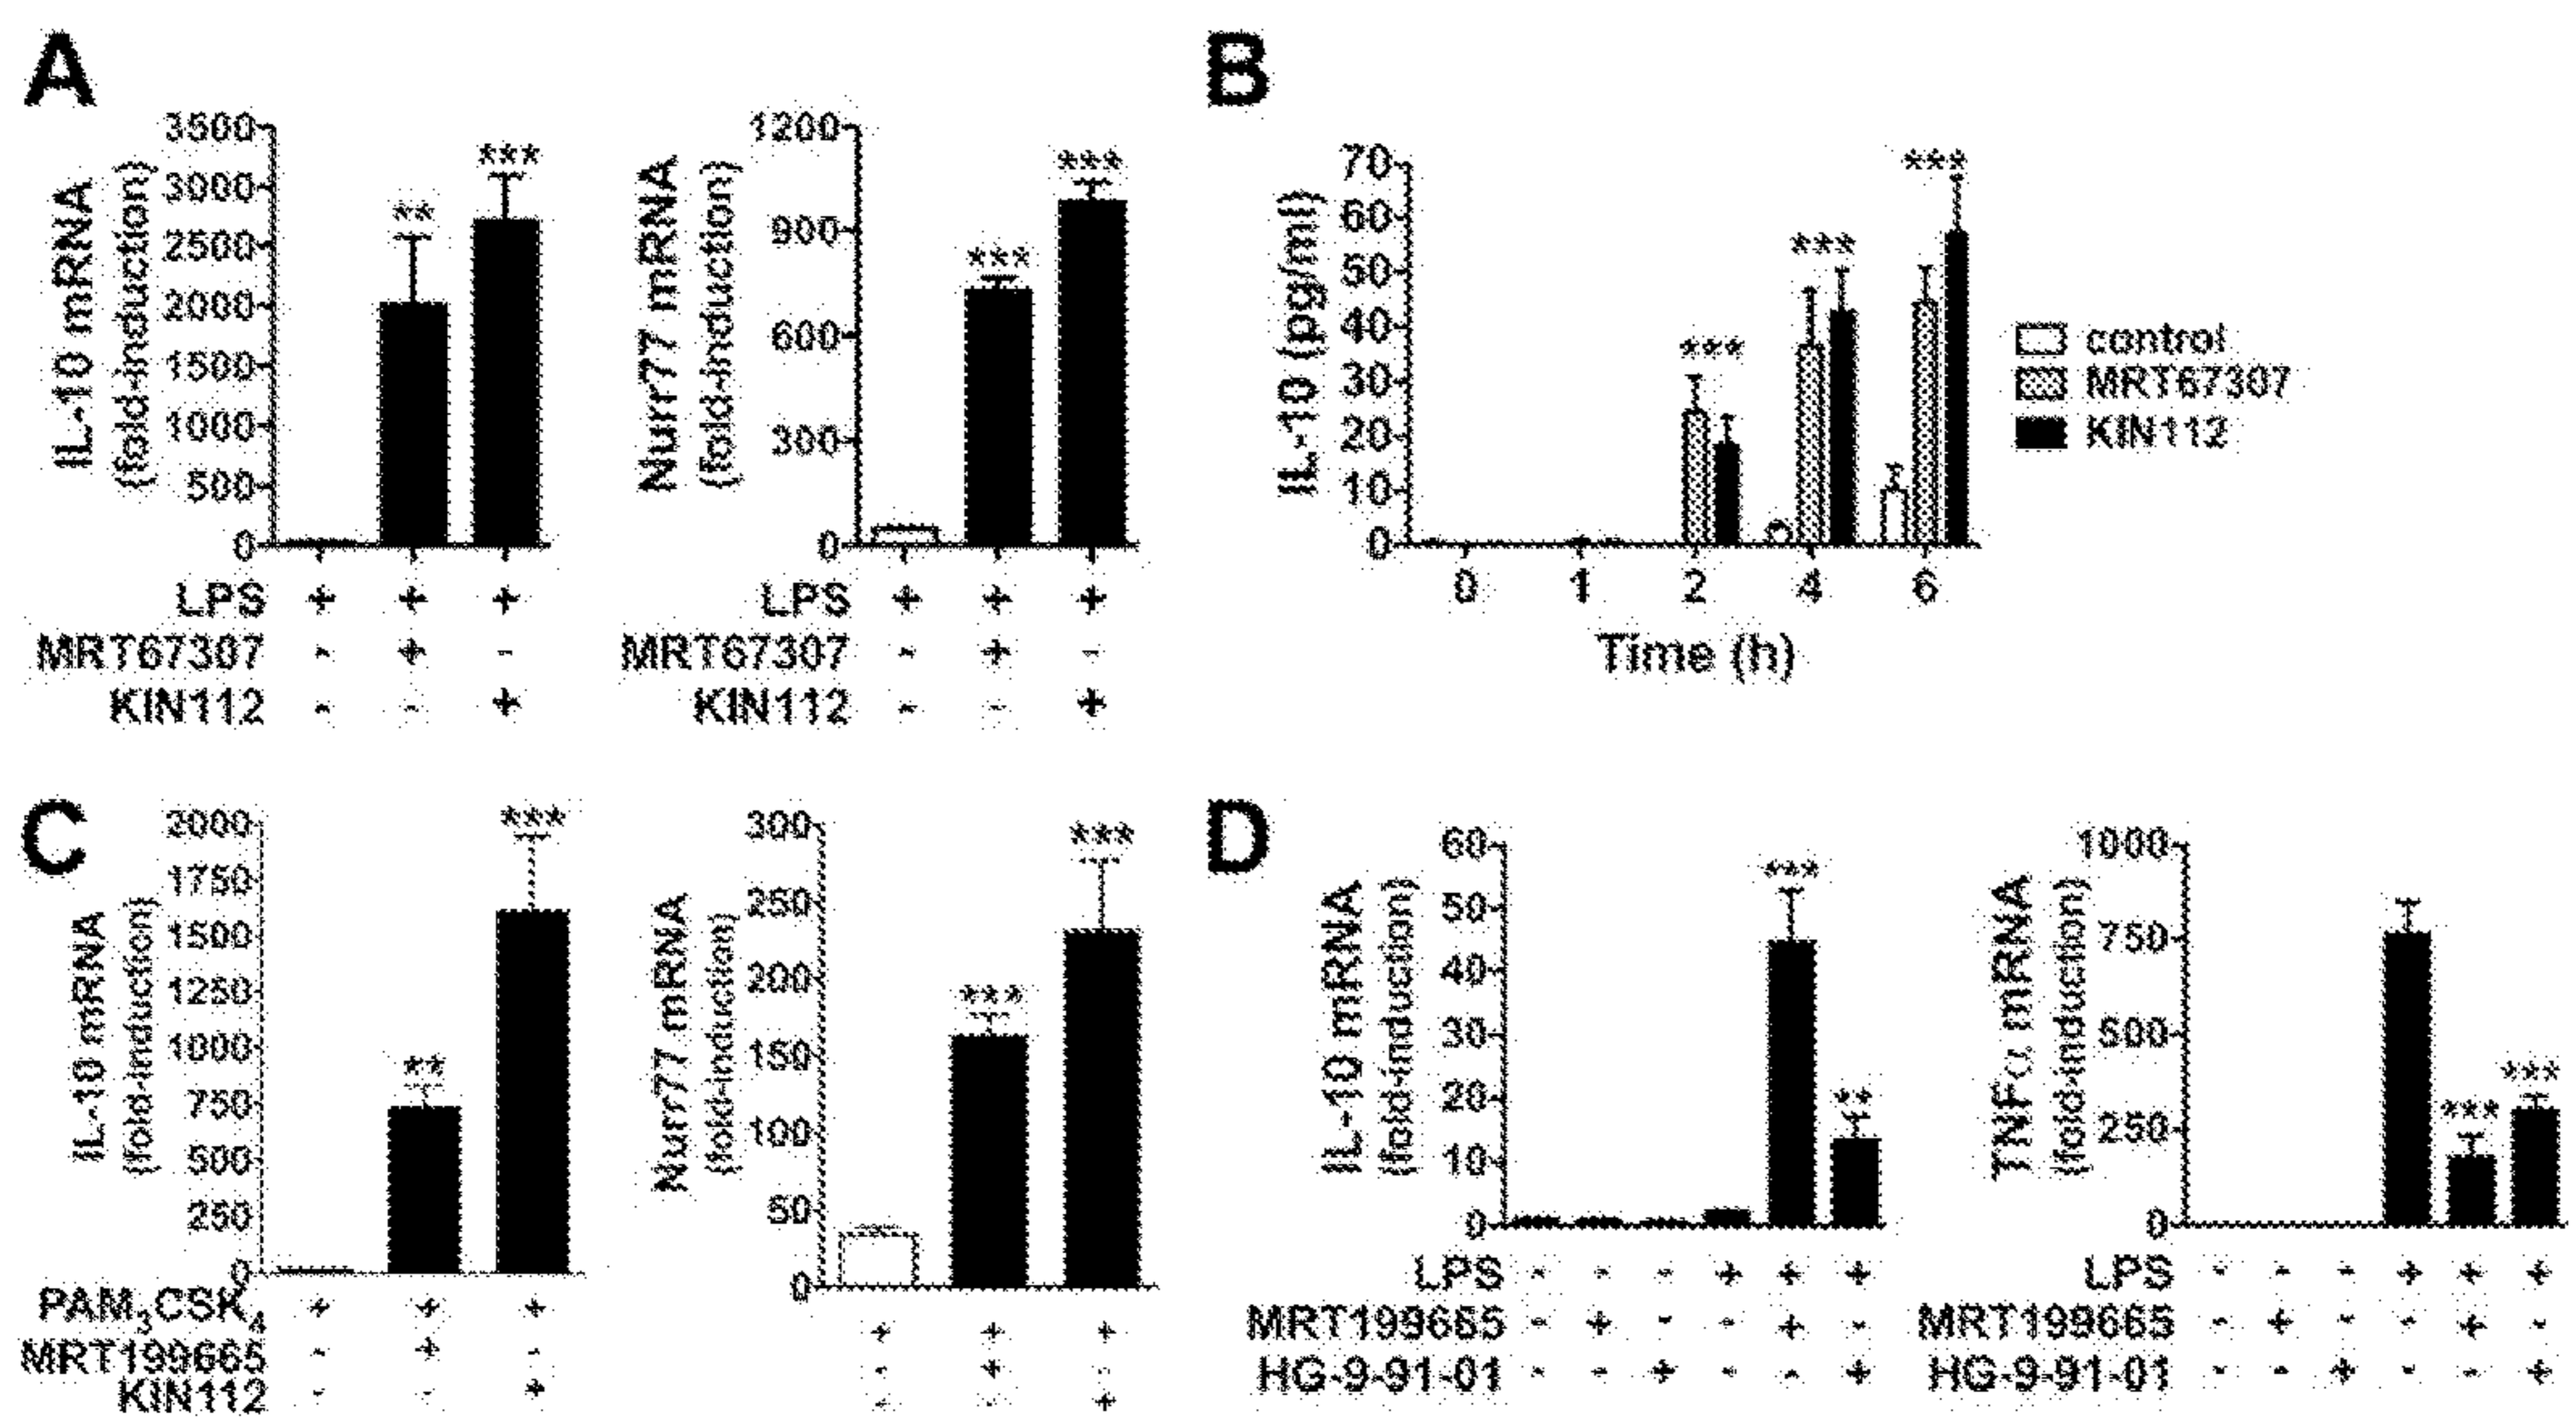 A
IL-10 mRNA
(fold-induction)
3500
3000
2500
2000
1500
1000
500
0
**
***
LPS + + +
MRT67307 - + -
KIN112 - - +
Nurr77 mRNA
(fold-induction)
1200
900
600
300
0
***
***
LPS + + +
MRT67307 - + -
KIN112 - - +
B
IL-10 (pg/ml)
70
60
50
40
30
20
10
0
***
***
***
0 1 2 4 6
Time (h)
control
MRT67307
KIN112
C
IL-10 mRNA
(fold-induction)
2000
1750
1500
1250
1000
750
500
250
0
**
***
PAM3CSK4 + + +
MRT199665 - + -
KIN112 - - +
Nurr77 mRNA
(fold-induction)
300
250
200
150
100
50
0
***
***
+ + +
- + -
- - +
D
IL-10 mRNA
(fold-induction)
60
50
40
30
20
10
0
***
**
LPS - - - + + +
MRT199665 - + - - + -
HG-9-91-01 - - + - - +
TNFα mRNA
(fold-induction)
1000
750
500
250
0
***
***
LPS - - - + + +
MRT199665 - + - - + -
HG-9-91-01 - - + - - +